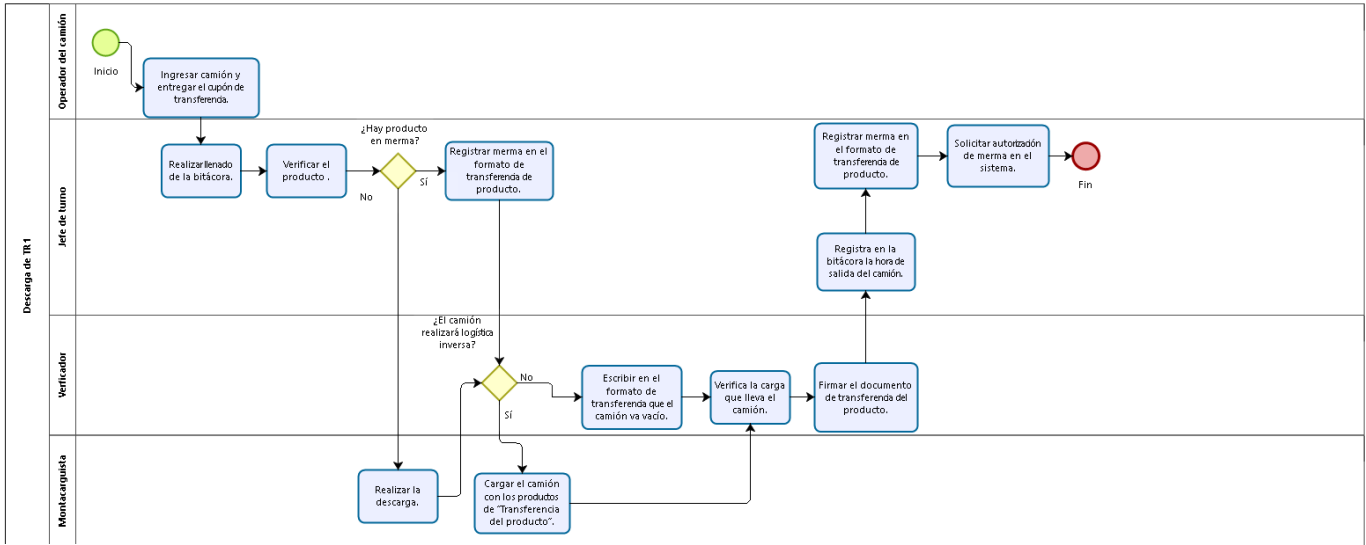 Descarga de TR1
Operador del camión
Inicio
Ingresar camión y
entregar el cupón de
transferencia.
Jefe de turno
Realizar llenado
de la bitácora.
Verificar el
producto .
¿Hay producto
en merma?
Sí
No
Registrar merma en el
formato de
transferencia de
producto.
Registrar merma en
el formato de
transferencia de
producto.
Solicitar autorización
de merma en el
sistema.
Fin
Registra en la
bitácora la hora de
salida del camión.
Verificador
¿El camión
realizará logística
inversa?
No
Sí
Escribir en el
formato de
transferencia que el
camión va vacío.
Verifica la carga
que lleva el
camión.
Firmar el documento
de transferencia del
producto.
Montacarguista
Realizar la
descarga.
Cargar el camión
con los productos
de “Transferencia
del producto”.